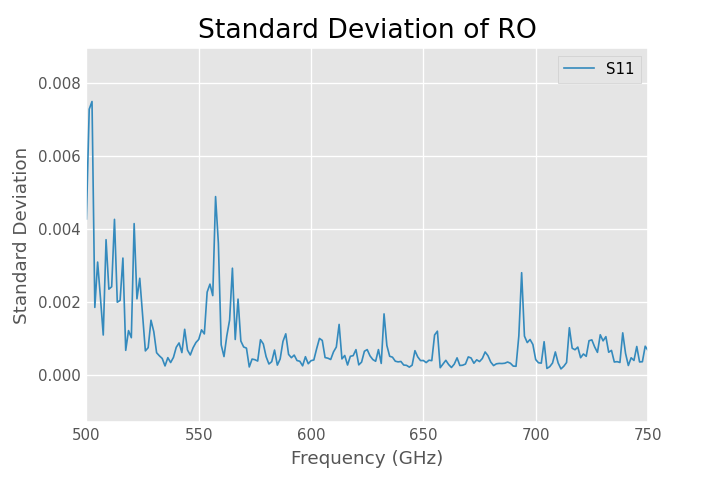 Standard Deviation of RO
S11
0.008
0.006
0.004
0.002
0.000
Standard Deviation
500 550 600 650 700 750
Frequency (GHz)